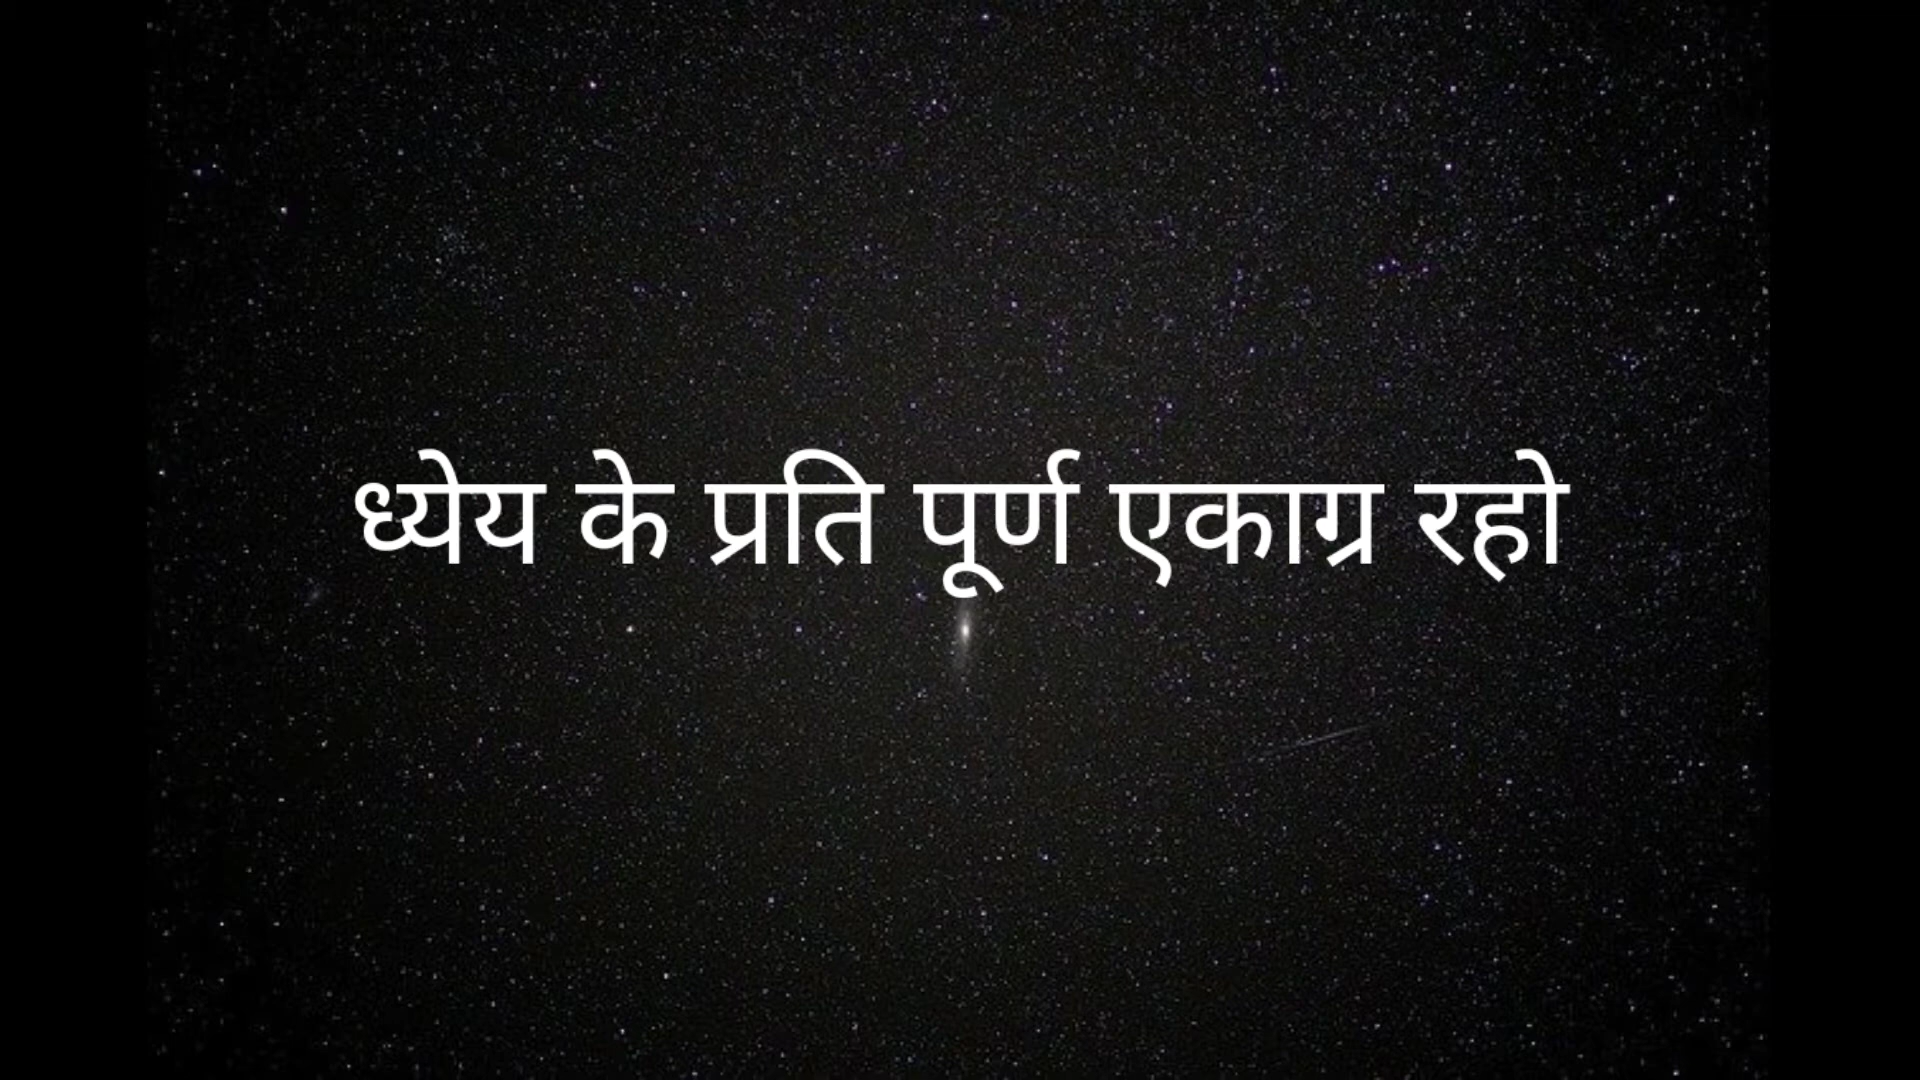 ध्येय के प्रति पूर्ण एकाग्र रहो